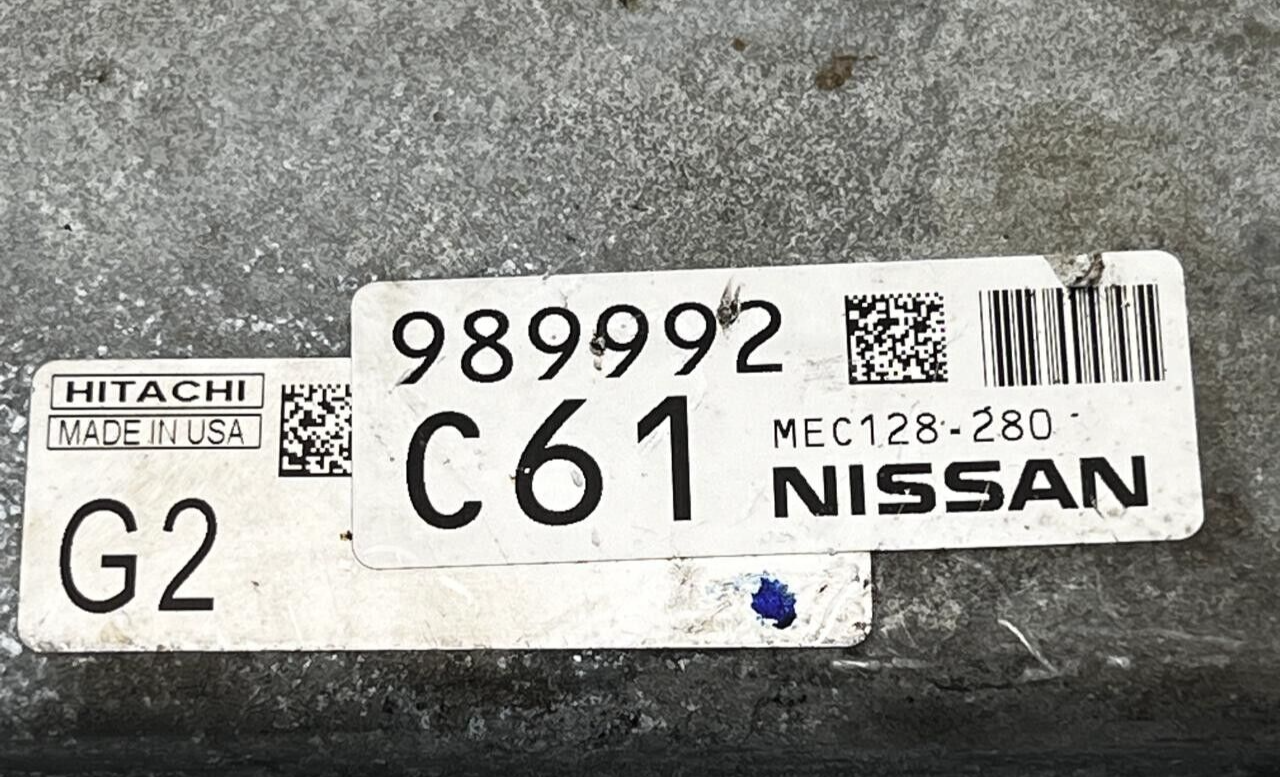 989992
C61
MEC128-280
NISSAN
HITACHI
MADE IN USA
G2